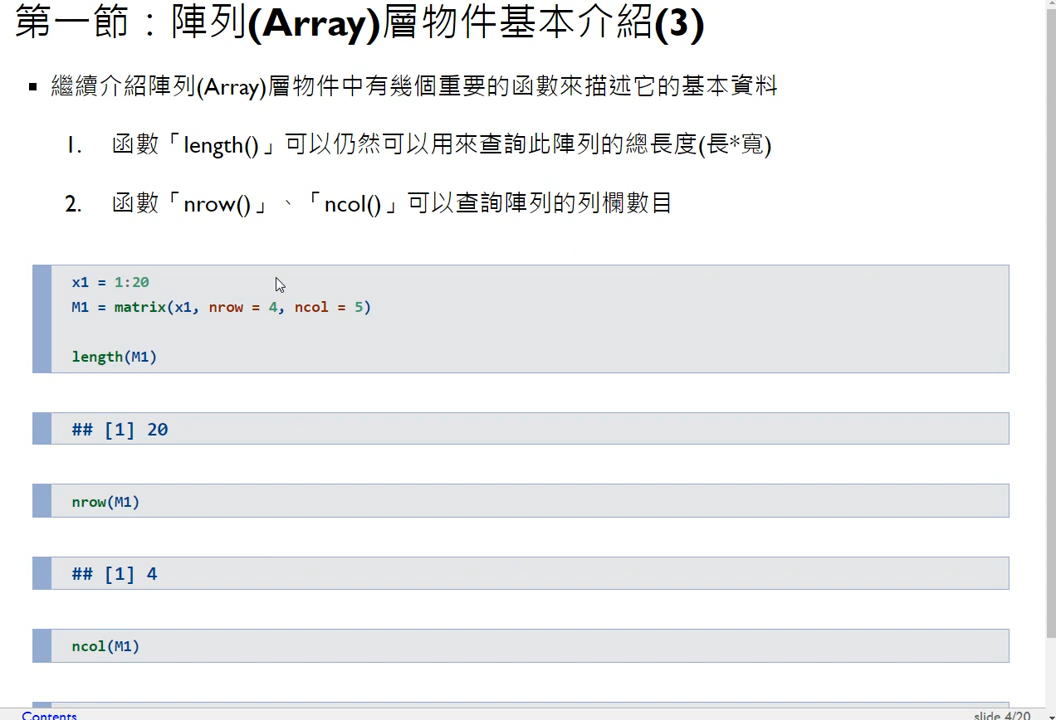 第一節：陣列(Array)層物件基本介紹(3)
▪ 繼續介紹陣列(Array)層物件中有幾個重要的函數來描述它的基本資料
1. 函數「length()」可以仍然可以用來查詢此陣列的總長度(長*寬)
2. 函數「nrow()」、「ncol()」可以查詢陣列的列欄數目
x1 = 1:20
M1 = matrix(x1, nrow = 4, ncol = 5)
length(M1)
## [1] 20
nrow(M1)
## [1] 4
ncol(M1)
Contents
slide 4/20